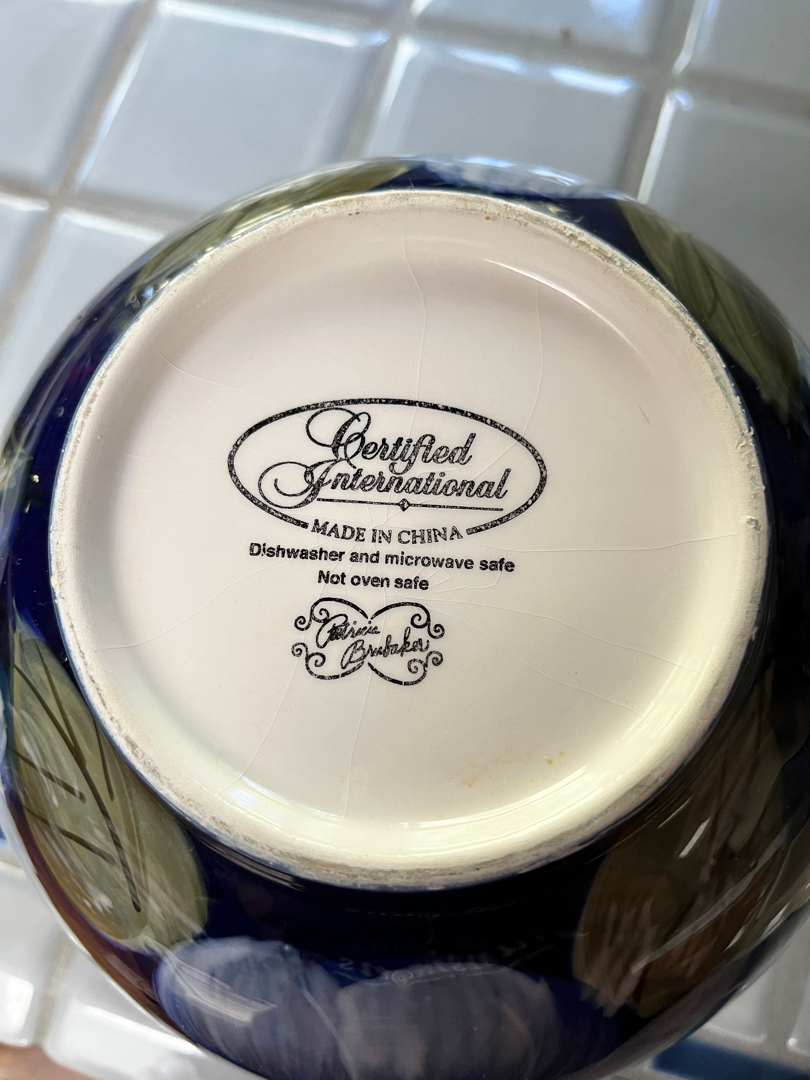 Certified
International
MADE IN CHINA
Dishwasher and microwave safe
Not oven safe
Patricia
Brubaker